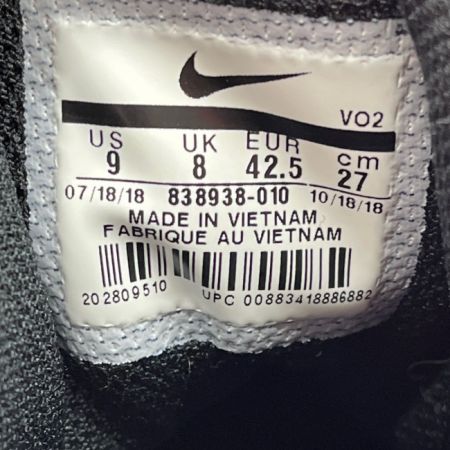 VO2
US UK EUR cm
9 8 42.5 27
07/18/18 838938-010 10/18/18
MADE IN VIETNAM
FABRIQUE AU VIETNAM
202809510 UPC 00883418886882